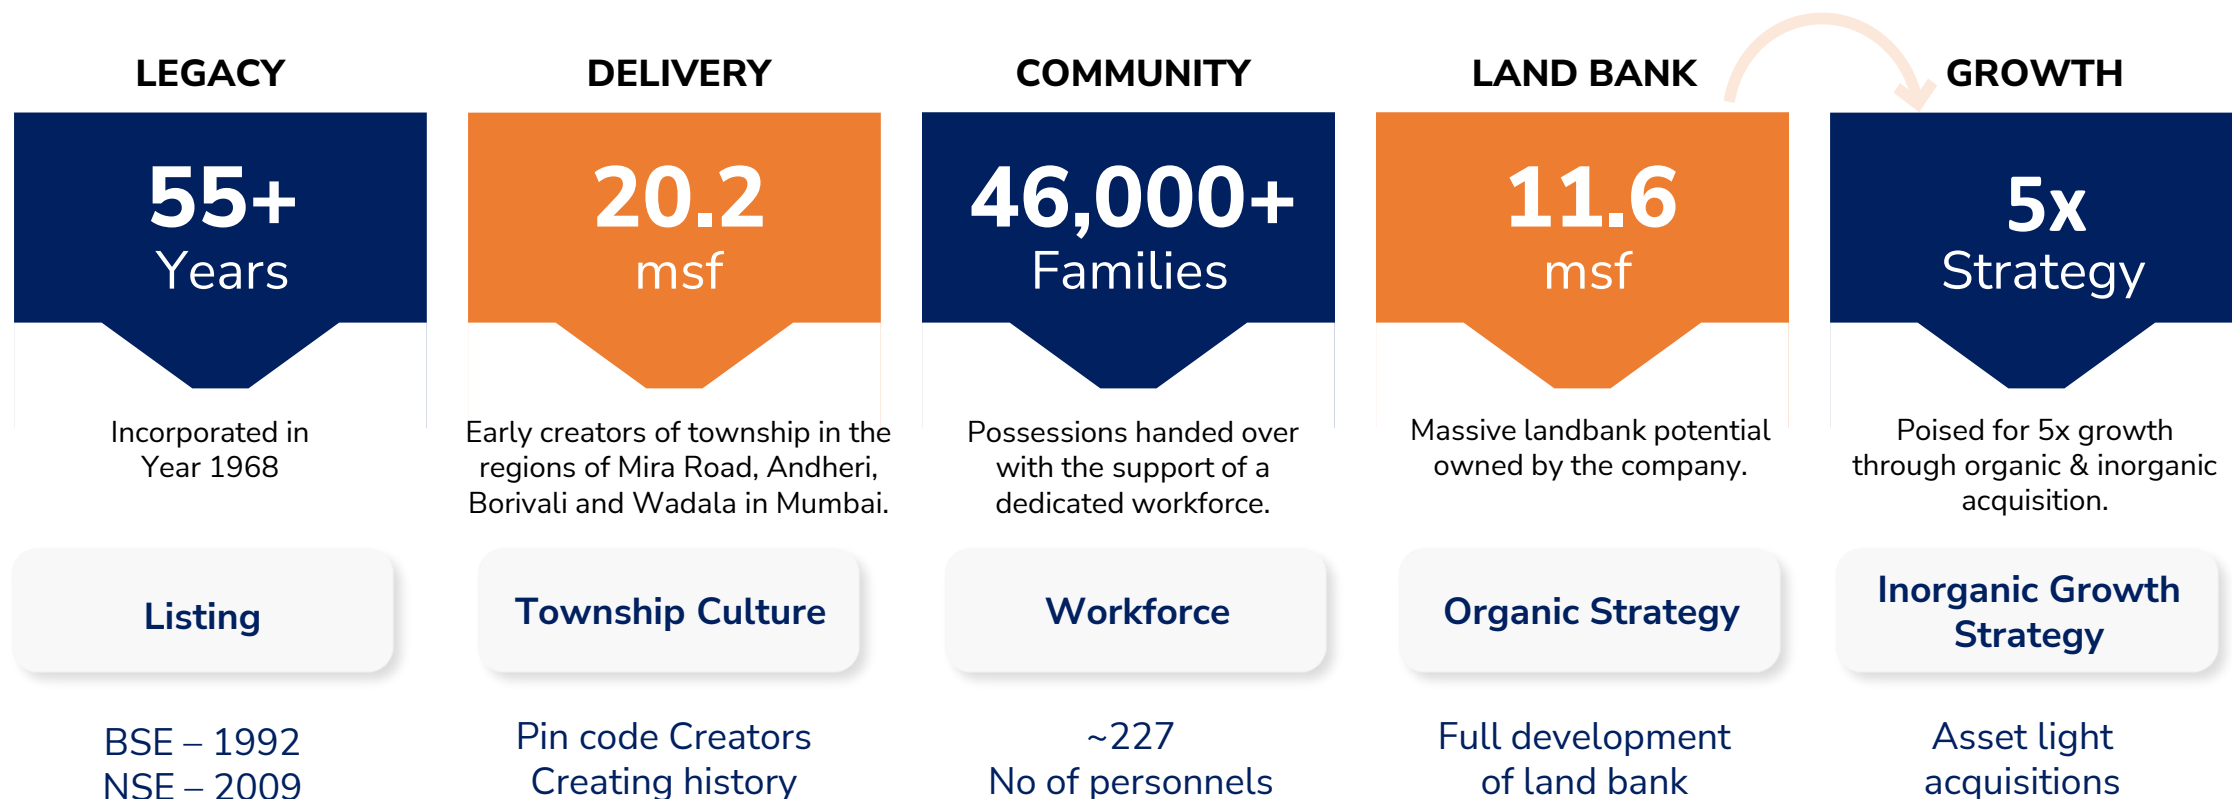 LEGACY
55+
Years
Incorporated in
Year 1968
Listing
BSE – 1992
NSE – 2009
DELIVERY
20.2
msf
Early creators of township in the
regions of Mira Road, Andheri,
Borivali and Wadala in Mumbai.
Township Culture
Pin code Creators
Creating history
COMMUNITY
46,000+
Families
Possessions handed over
with the support of a
dedicated workforce.
Workforce
~227
No of personnels
LAND BANK
11.6
msf
Massive landbank potential
owned by the company.
Organic Strategy
Full development
of land bank
GROWTH
5x
Strategy
Poised for 5x growth
through organic & inorganic
acquisition.
Inorganic Growth
Strategy
Asset light
acquisitions